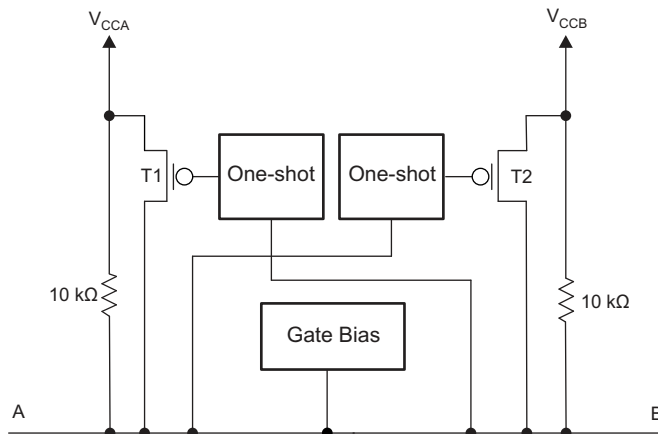 VCCA
VCCB
T1
One-shot
One-shot
T2
10 kΩ
10 kΩ
Gate Bias
A
B